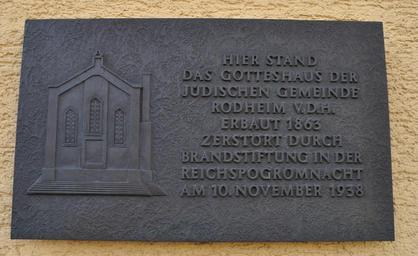 HIER STAND
DAS GOTTESHAUS DER
JÜDISCHEN GEMEINDE
RODHEIM V.D.H.
ERBAUT 1863
ZERSTÖRT DURCH
BRANDSTIFTUNG IN DER
REICHSPOGROMNACHT
AM 10. NOVEMBER 1938